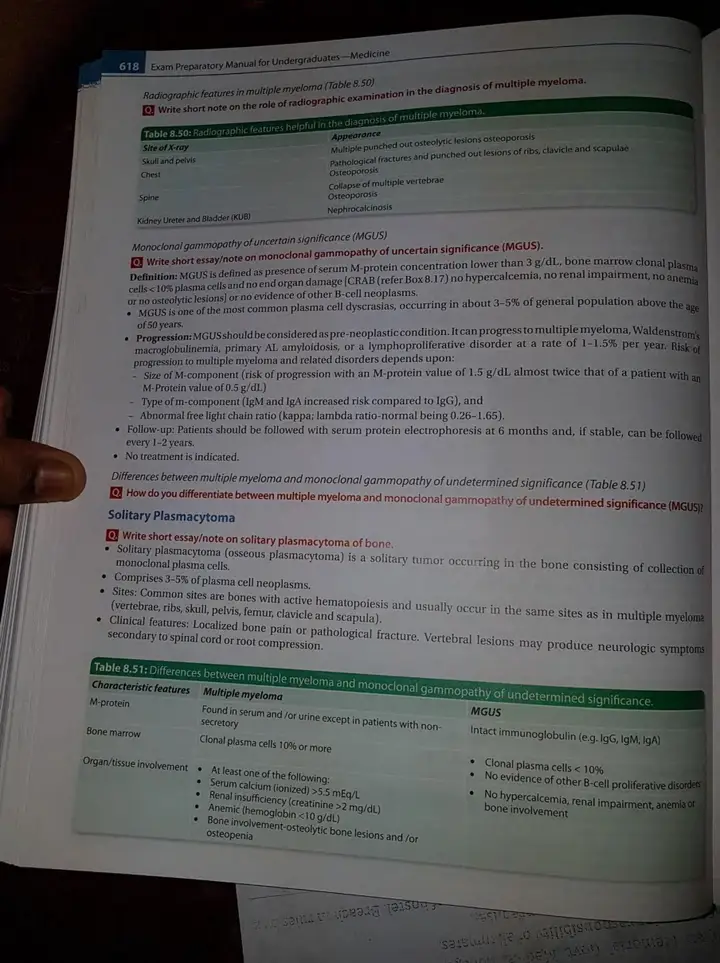 618 Exam Preparatory Manual for Undergraduates—Medicine
Radiographic features in multiple myeloma (Table 8.50)
Q. Write short note on the role of radiographic examination in the diagnosis of multiple myeloma.
Table 8.50: Radiographic features helpful in the diagnosis of multiple myeloma.
Site of X-ray Appearance
Skull and pelvis Multiple punched out osteolytic lesions osteoporosis
Chest Pathological fractures and punched out lesions of ribs, clavicle and scapulae
Osteoporosis
Spine Collapse of multiple vertebrae
Osteoporosis
Kidney Ureter and Bladder (KUB) Nephrocalcinosis
Monoclonal gammopathy of uncertain significance (MGUS)
Q. Write short essay/note on monoclonal gammopathy of uncertain significance (MGUS).
Definition: MGUS is defined as presence of serum M-protein concentration lower than 3 g/dL, bone marrow clonal plasma
cells < 10% plasma cells and no end organ damage [CRAB (refer Box 8.17) no hypercalcemia, no renal impairment, no anemia
or no osteolytic lesions] or no evidence of other B-cell neoplasms.
• MGUS is one of the most common plasma cell dyscrasias, occurring in about 3–5% of general population above the age
of 50 years.
• Progression: MGUS should be considered as pre-neoplastic condition. It can progress to multiple myeloma, Waldenstrom's
macroglobulinemia, primary AL amyloidosis, or a lymphoproliferative disorder at a rate of 1–1.5% per year. Risk of
progression to multiple myeloma and related disorders depends upon:
– Size of M-component (risk of progression with an M-protein value of 1.5 g/dL almost twice that of a patient with an
M-Protein value of 0.5 g/dL)
– Type of m-component (IgM and IgA increased risk compared to IgG), and
– Abnormal free light chain ratio (kappa; lambda ratio-normal being 0.26–1.65).
• Follow-up: Patients should be followed with serum protein electrophoresis at 6 months and, if stable, can be followed
every 1–2 years.
• No treatment is indicated.
Differences between multiple myeloma and monoclonal gammopathy of undetermined significance (Table 8.51)
Q. How do you differentiate between multiple myeloma and monoclonal gammopathy of undetermined significance (MGUS)?
Solitary Plasmacytoma
Q. Write short essay/note on solitary plasmacytoma of bone.
• Solitary plasmacytoma (osseous plasmacytoma) is a solitary tumor occurring in the bone consisting of collection of
monoclonal plasma cells.
• Comprises 3–5% of plasma cell neoplasms.
• Sites: Common sites are bones with active hematopoiesis and usually occur in the same sites as in multiple myeloma
(vertebrae, ribs, skull, pelvis, femur, clavicle and scapula).
• Clinical features: Localized bone pain or pathological fracture. Vertebral lesions may produce neurologic symptoms
secondary to spinal cord or root compression.
Table 8.51: Differences between multiple myeloma and monoclonal gammopathy of undetermined significance.
Characteristic features Multiple myeloma MGUS
M-protein Found in serum and /or urine except in patients with non-
secretory Intact immunoglobulin (e.g. IgG, IgM, IgA)
Bone marrow Clonal plasma cells 10% or more • Clonal plasma cells < 10%
• No evidence of other B-cell proliferative disorder
Organ/tissue involvement • At least one of the following:
• Serum calcium (ionized) >5.5 mEq/L
• Renal insufficiency (creatinine >2 mg/dL)
• Anemic (hemoglobin <10 g/dL)
• Bone involvement-osteolytic bone lesions and /or
osteopenia
• No hypercalcemia, renal impairment, anemia or
bone involvement